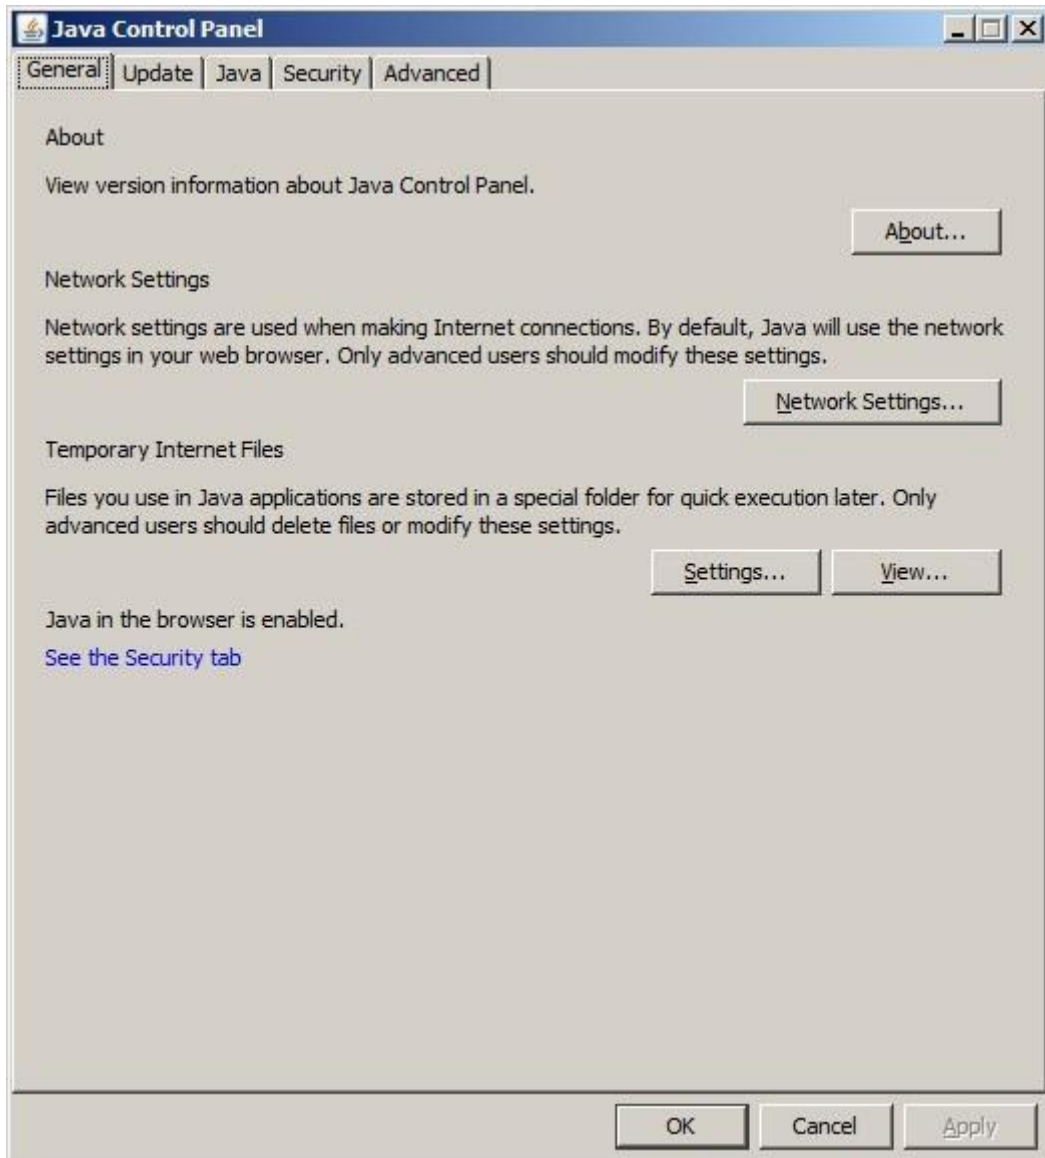 Java Control Panel
General Update Java Security Advanced
About
View version information about Java Control Panel.
About...
Network Settings
Network settings are used when making Internet connections. By default, Java will use the network
settings in your web browser. Only advanced users should modify these settings.
Network Settings...
Temporary Internet Files
Files you use in Java applications are stored in a special folder for quick execution later. Only
advanced users should delete files or modify these settings.
Settings... View...
Java in the browser is enabled.
See the Security tab
OK Cancel Apply